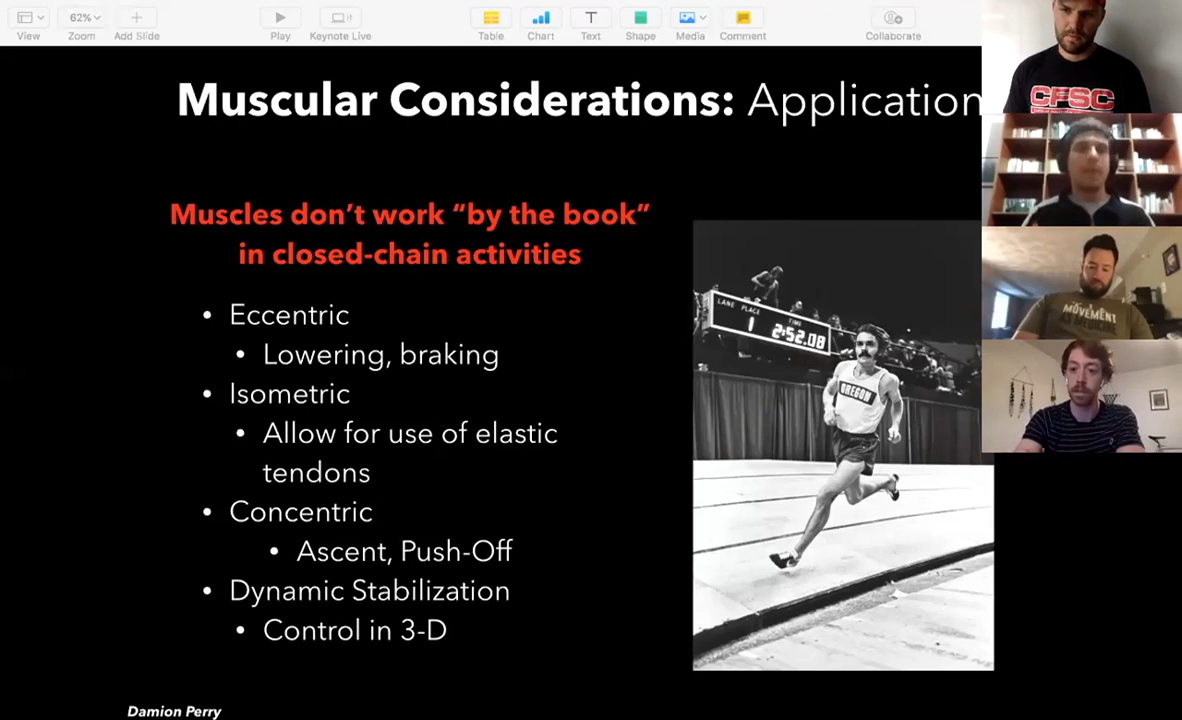 View
62%
Zoom
Add Slide
Play
Keynote Live
Table
Chart
T
Text
Shape
Media
Comment
Collaborate
Muscular Considerations: Application
Muscles don’t work “by the book”
in closed-chain activities
• Eccentric
• Lowering, braking
• Isometric
• Allow for use of elastic
tendons
• Concentric
• Ascent, Push-Off
• Dynamic Stabilization
• Control in 3-D
LANE PLACE TIME
1 2:52.08
OREGON
CFSC
MOVEMENT
AS MEDICINE
Damion Perry